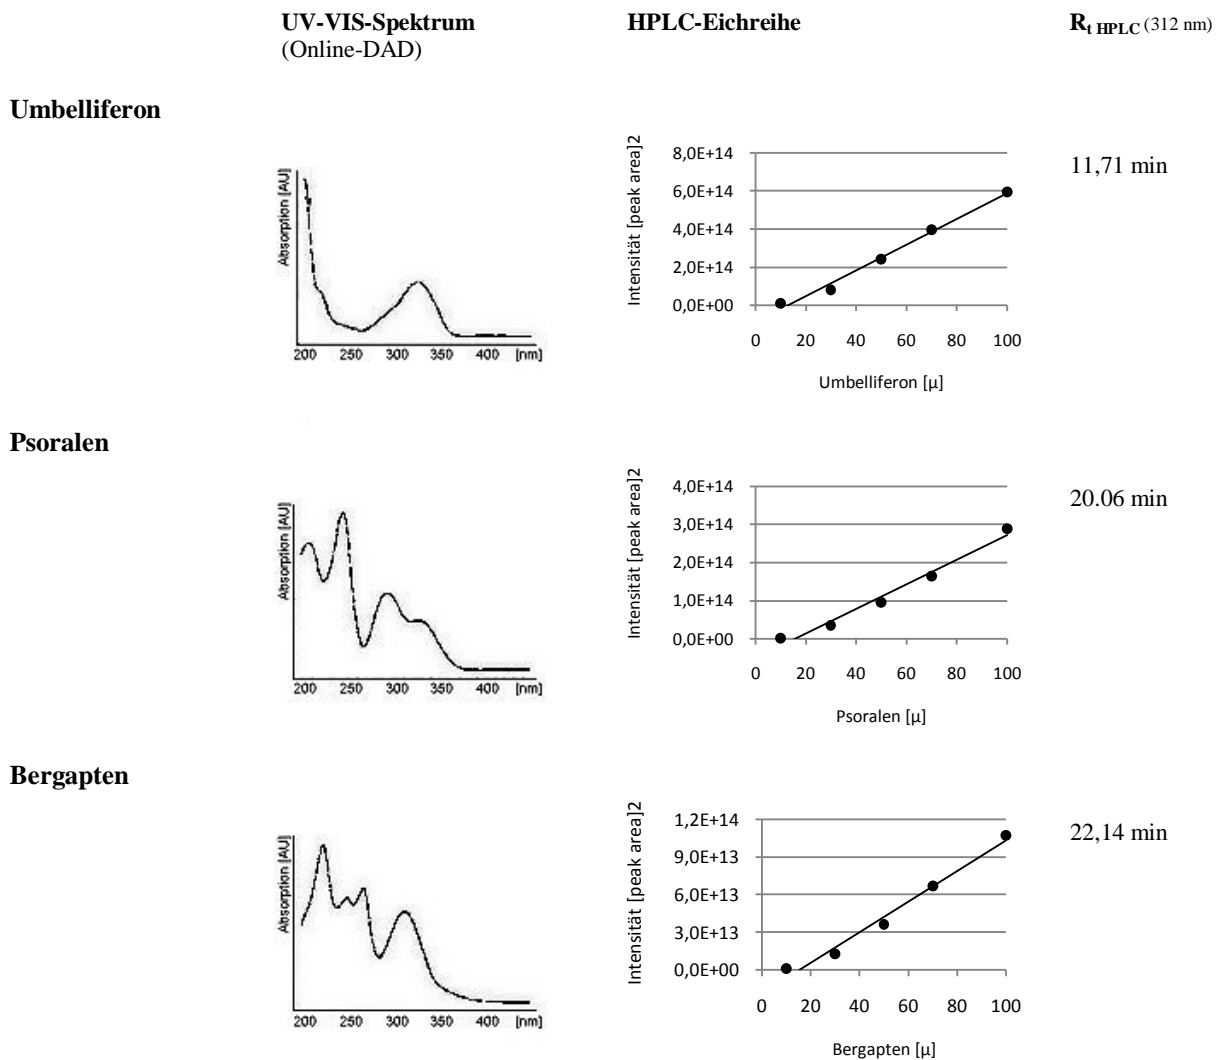 UV-VIS-Spektrum
(Online-DAD)
HPLC-Eichreihe
Rt HPLC (312 nm)
Umbelliferon
Absorption [AU]
200 250 300 350 400 [nm]
Intensität [peak area]2
8,0E+14
6,0E+14
4,0E+14
2,0E+14
0,0E+00
0 20 40 60 80 100
Umbelliferon [µ]
11,71 min
Psoralen
Absorption [AU]
200 250 300 350 400 [nm]
Intensität [peak area]2
4,0E+14
3,0E+14
2,0E+14
1,0E+14
0,0E+00
0 20 40 60 80 100
Psoralen [µ]
20.06 min
Bergapten
Absorption [AU]
200 250 300 350 400 [nm]
Intensität [peak area]2
1,2E+14
9,0E+13
6,0E+13
3,0E+13
0,0E+00
0 20 40 60 80 100
Bergapten [µ]
22,14 min